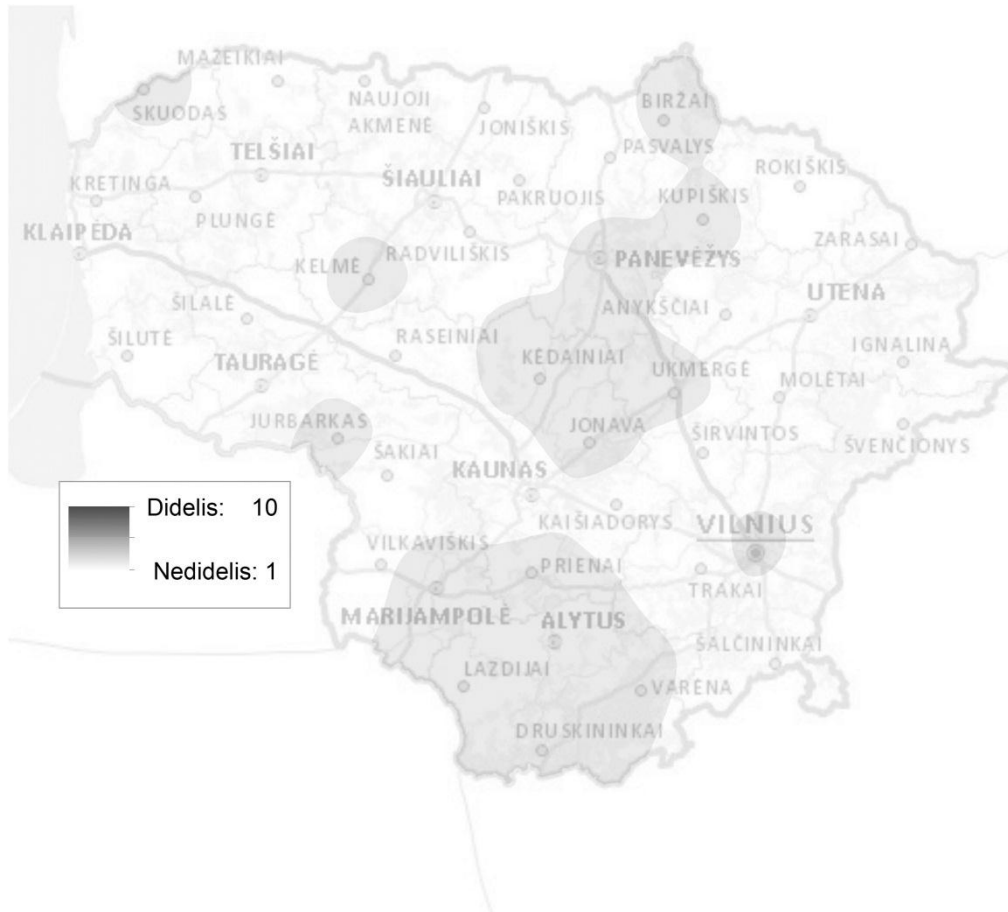 MAŽEIKIAI
SKUODAS
NAUJOJI
AKMENĖ
JONIŠKIS
BIRŽAI
PASVALYS
TELŠIAI
ROKIŠKIS
KRETINGA
ŠIAULIAI
PAKRUOJIS
KUPIŠKIS
PLUNGĖ
KLAIPĖDA
RADVILIŠKIS
ZARASAI
KELMĖ
PANEVĖŽYS
ŠILALĖ
ANYKŠČIAI
UTENA
ŠILUTĖ
RASEINIAI
IGNALINA
TAURAGĖ
KĖDAINIAI
UKMERGĖ
MOLĖTAI
JURBARKAS
JONAVA
ŠIRVINTOS
ŠVENČIONYS
ŠAKIAI
KAUNAS
Didelis: 10
KAIŠIADORYS
VILNIUS
VILKAVIŠKIS
Nedidelis: 1
PRIENAI
TRAKAI
MARIJAMPOLĖ
ALYTUS
ŠALČININKAI
LAZDIJAI
VARĖNA
DRUSKININKAI